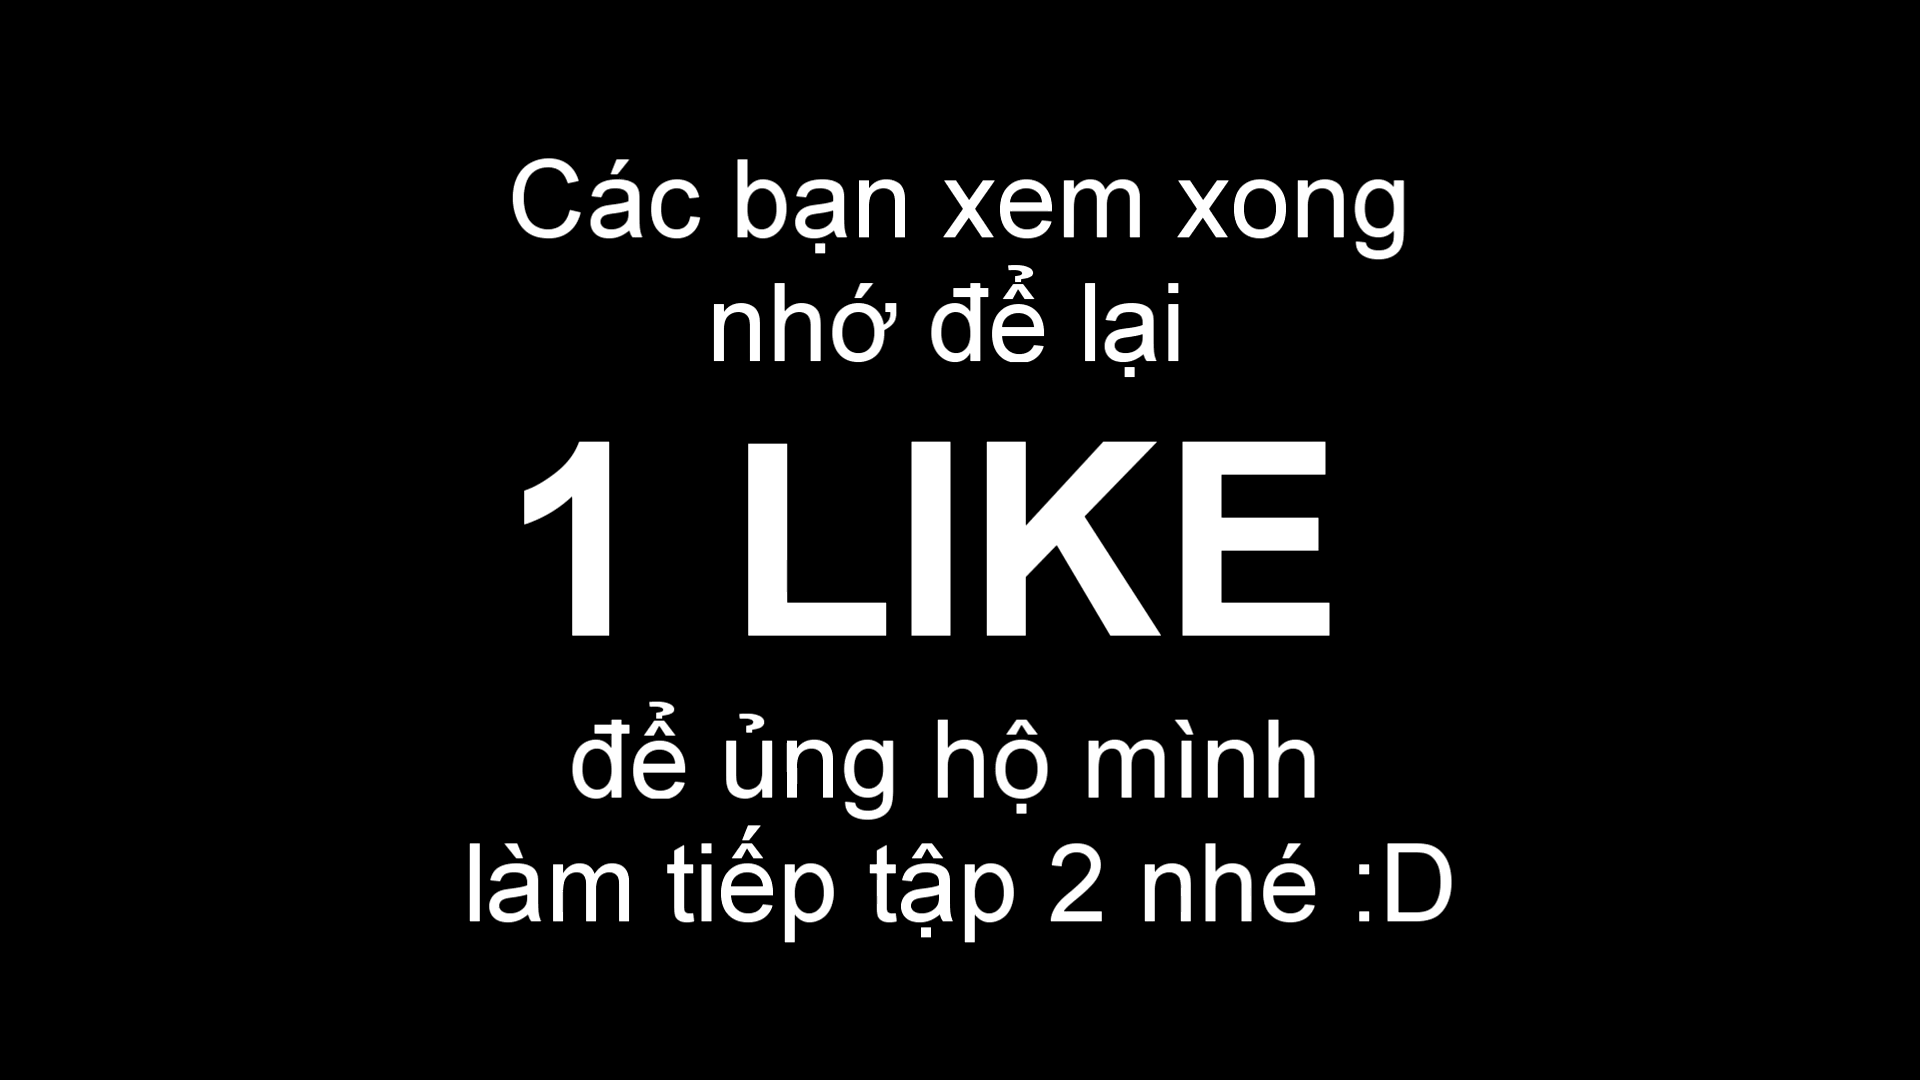 Các bạn xem xong
nhớ để lại
1 LIKE
để ủng hộ mình
làm tiếp tập 2 nhé :D